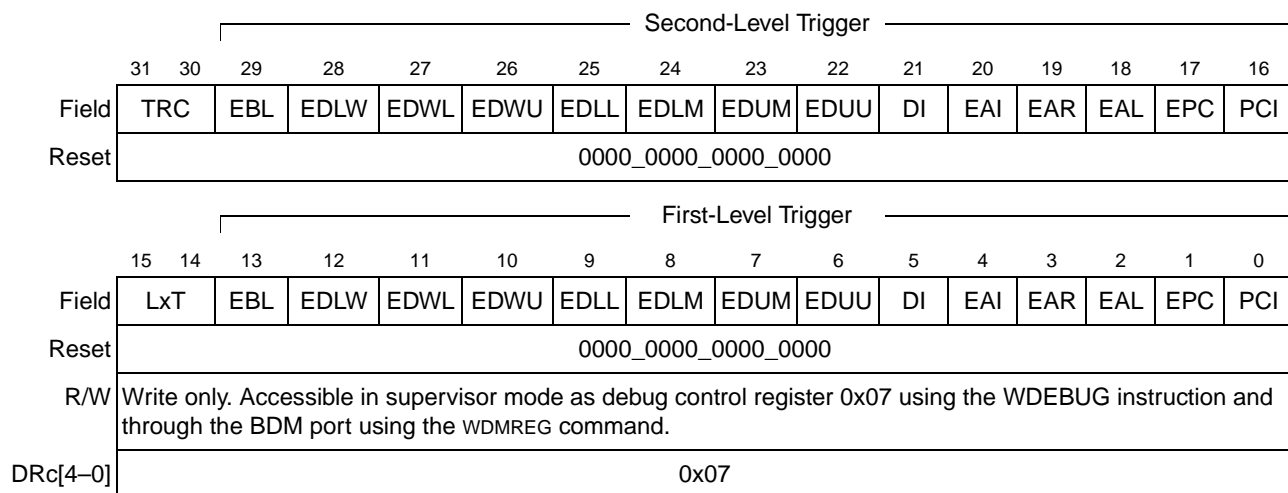 Second-Level Trigger
31 30 29 28 27 26 25 24 23 22 21 20 19 18 17 16
Field TRC EBL EDLW EDWL EDWU EDLL EDLM EDUM EDUU DI EAI EAR EAL EPC PCI
Reset 0000_0000_0000_0000
First-Level Trigger
15 14 13 12 11 10 9 8 7 6 5 4 3 2 1 0
Field LxT EBL EDLW EDWL EDWU EDLL EDLM EDUM EDUU DI EAI EAR EAL EPC PCI
Reset 0000_0000_0000_0000
R/W Write only. Accessible in supervisor mode as debug control register 0x07 using the WDEBUG instruction and
through the BDM port using the WDMREG command.
DRc[4–0] 0x07